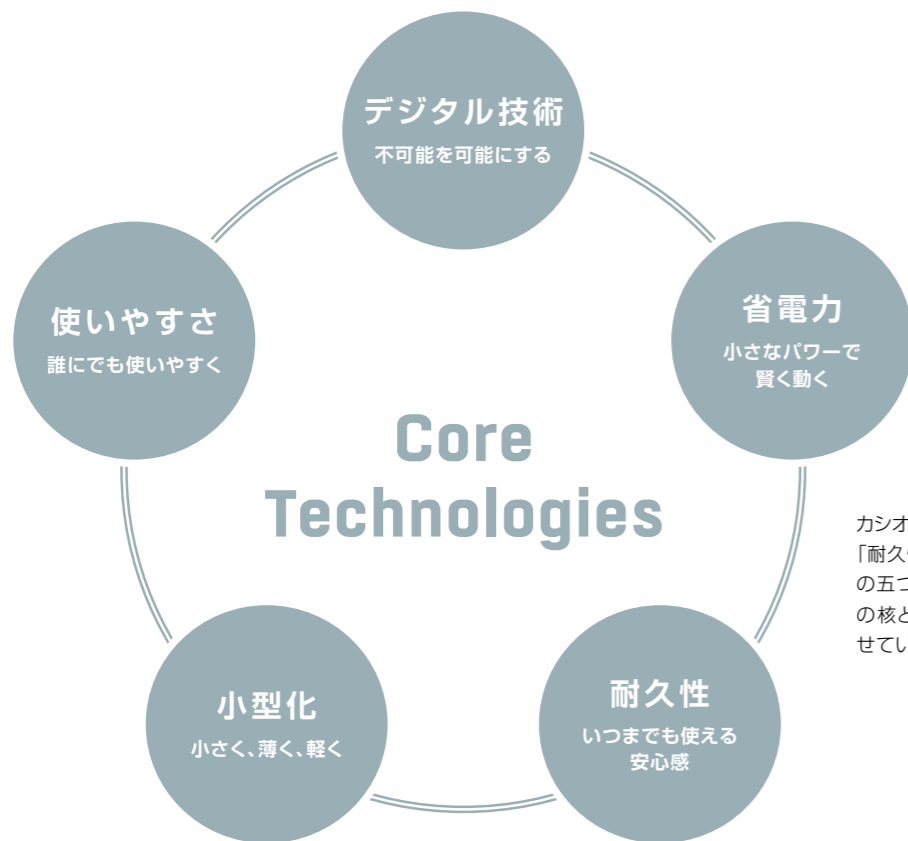 デジタル技術
不可能を可能にする
使いやすさ
誰にでも使いやすく
省電力
小さなパワーで
賢く動く
Core
Technologies
カシオ
「耐久
の五つ
の核と
せてい
小型化
小さく、薄く、軽く
耐久性
いつまでも使える
安心感